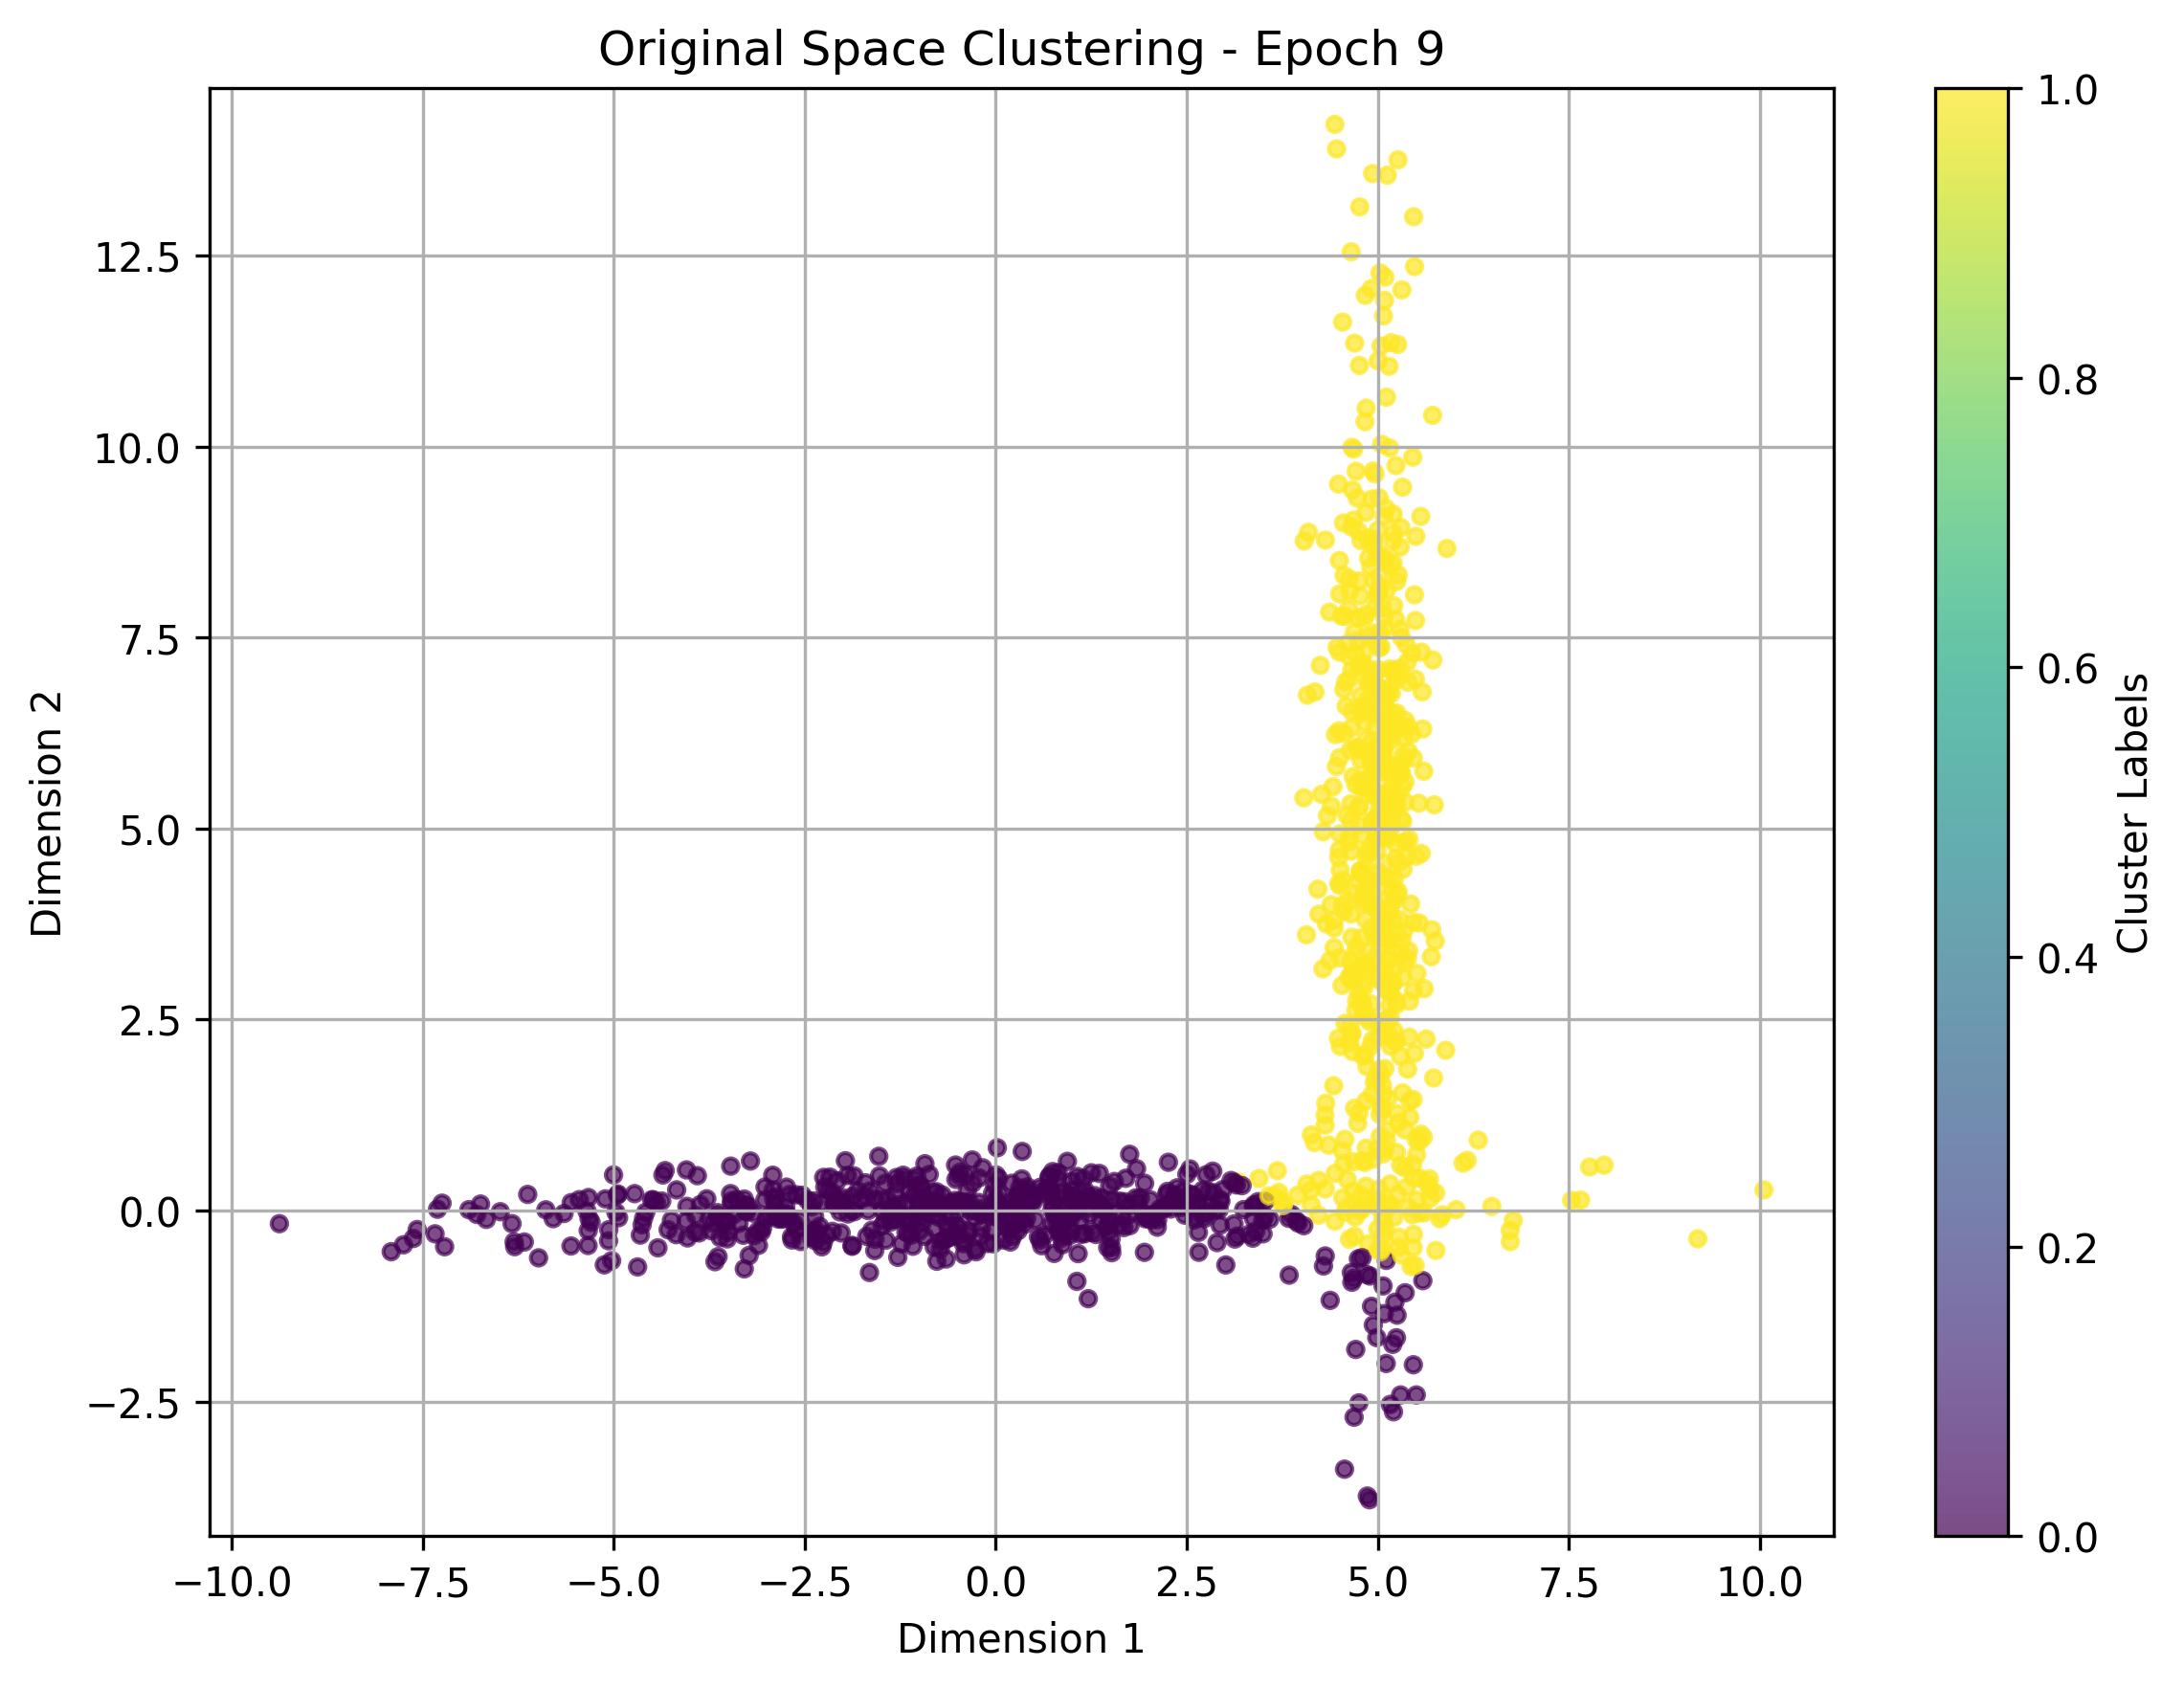 Original Space Clustering - Epoch 9
12.5
10.0
7.5
5.0
2.5
0.0
−2.5
Dimension 2
−10.0 −7.5 −5.0 −2.5 0.0 2.5 5.0 7.5 10.0
Dimension 1
1.0
0.8
0.6
0.4
0.2
0.0
Cluster Labels